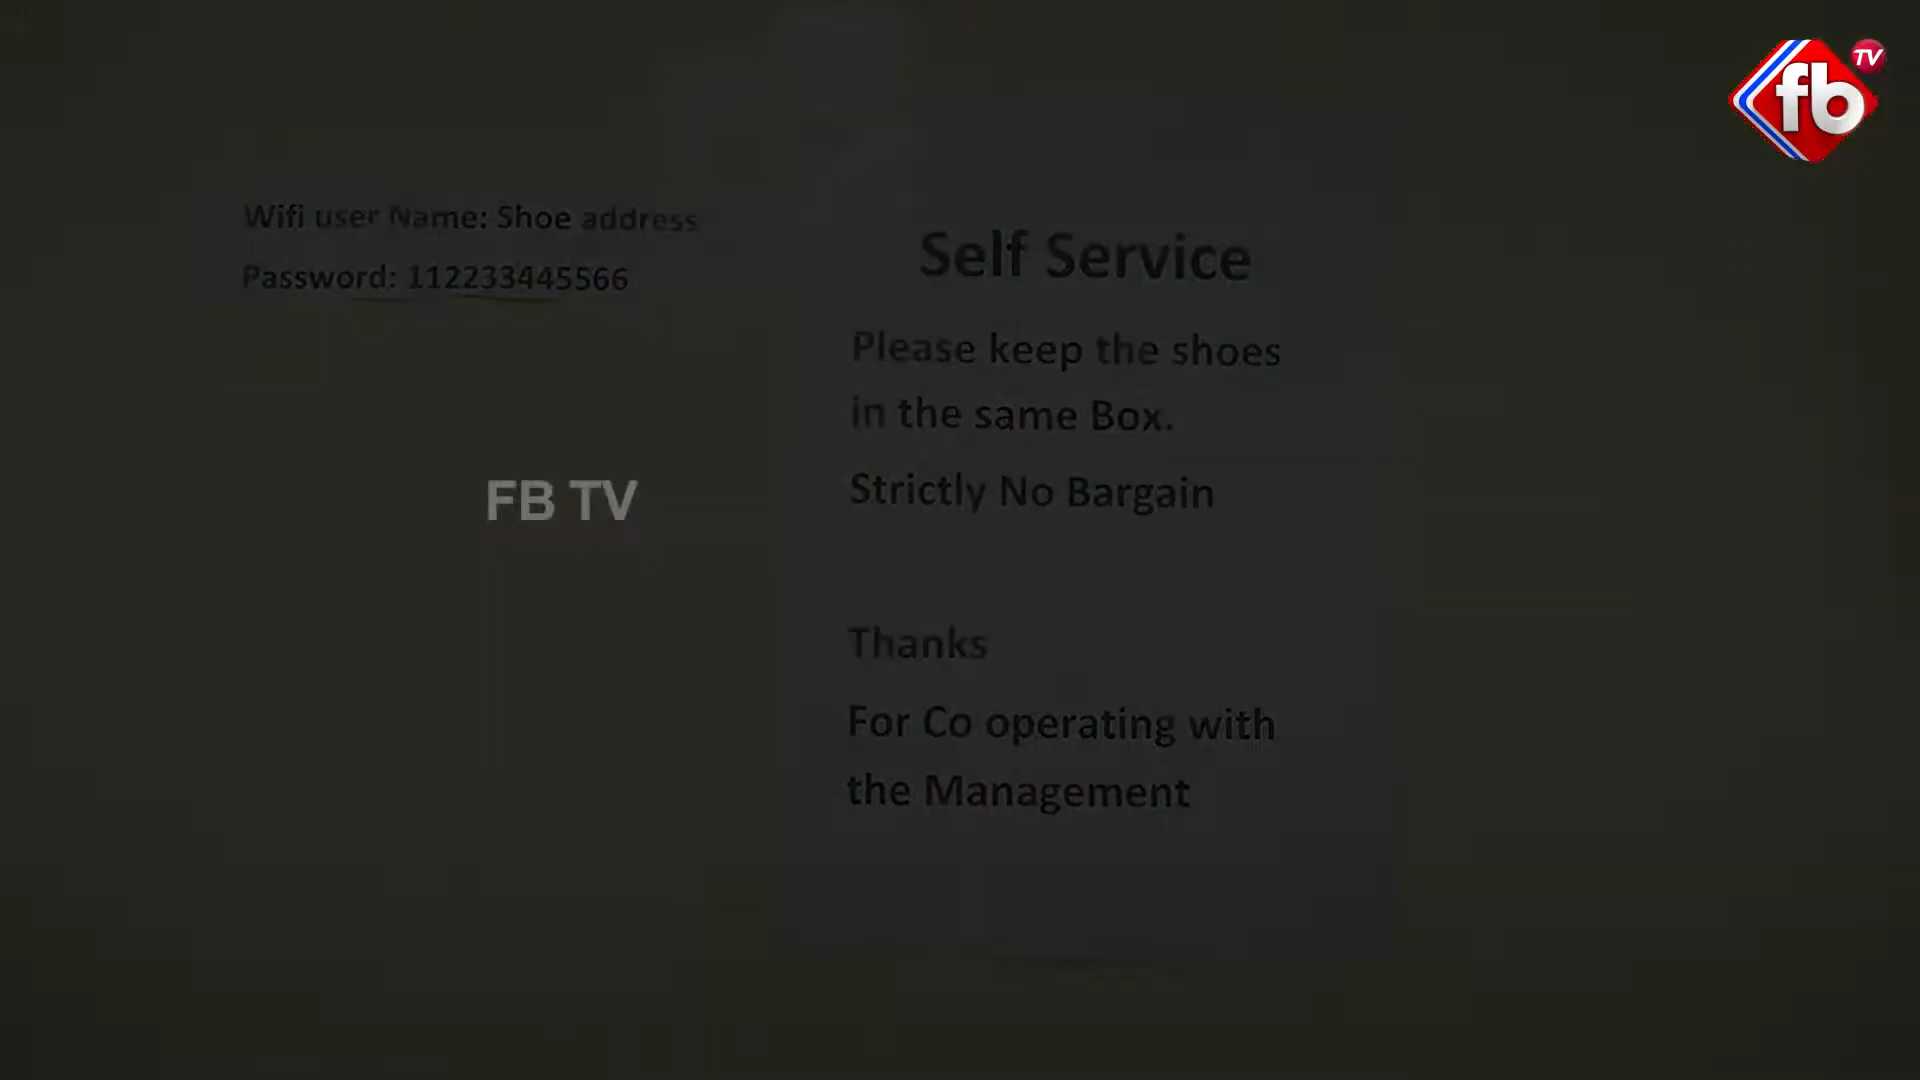 fb TV
Wifi user Name: Shoe address
Password: 112233445566
FB TV
Self Service
Please keep the shoes
in the same Box.
Strictly No Bargain
Thanks
For Co operating with
the Management